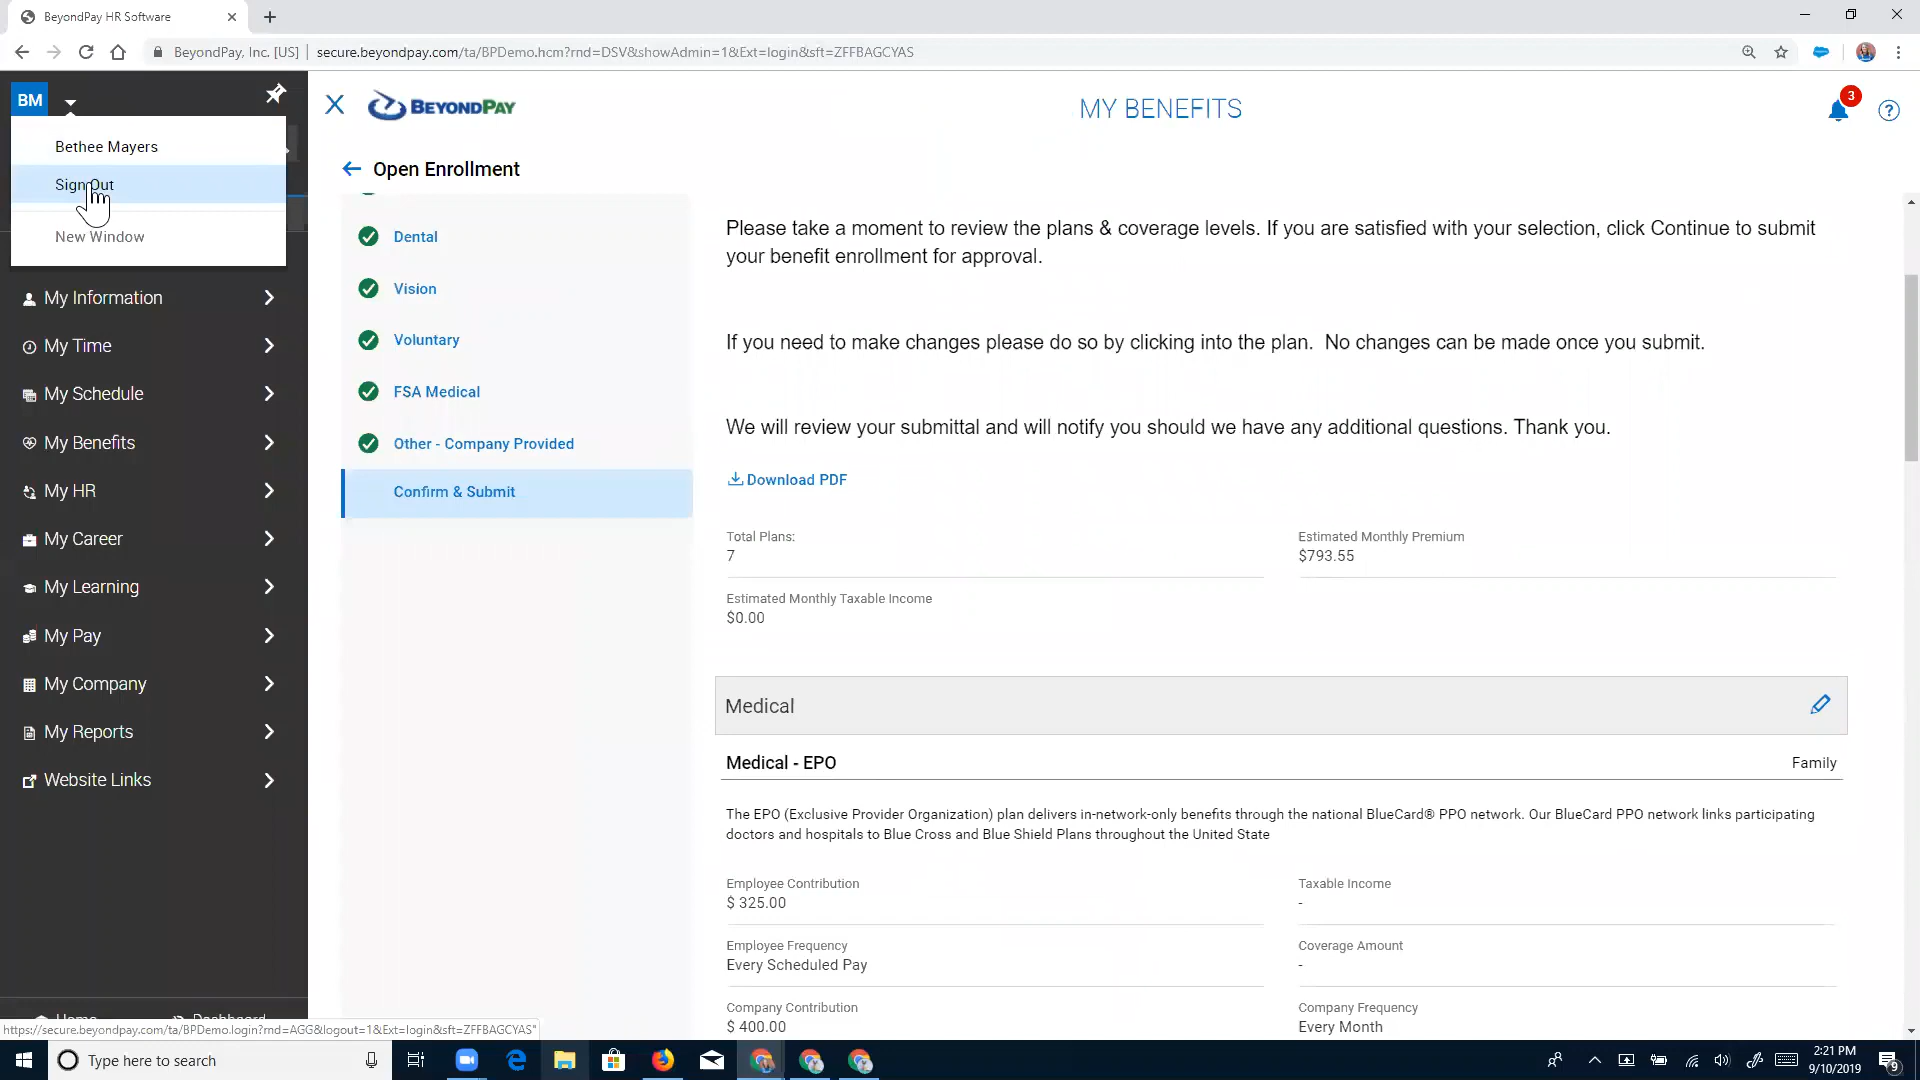 BeyondPay HR Software
BeyondPay, Inc. [US]
secure.beyondpay.com/ta/BPDemo.hcm?rnd=DSV&showAdmin=1&Ext=login&sft=ZFFBAGCYAS
BM
BEYONDPAY
MY BENEFITS
3
?
Bethee Mayers
Sign Out
New Window
My Information
My Time
My Schedule
My Benefits
My HR
My Career
My Learning
My Pay
My Company
My Reports
Website Links
Home
Dashboard
Open Enrollment
Dental
Vision
Voluntary
FSA Medical
Other - Company Provided
Confirm & Submit
Please take a moment to review the plans & coverage levels. If you are satisfied with your selection, click Continue to submit
your benefit enrollment for approval.
If you need to make changes please do so by clicking into the plan.  No changes can be made once you submit.
We will review your submittal and will notify you should we have any additional questions. Thank you.
Download PDF
Total Plans:
7
Estimated Monthly Premium
$793.55
Estimated Monthly Taxable Income
$0.00
Medical
Medical - EPO
Family
The EPO (Exclusive Provider Organization) plan delivers in-network-only benefits through the national BlueCard® PPO network. Our BlueCard PPO network links participating
doctors and hospitals to Blue Cross and Blue Shield Plans throughout the United State
Employee Contribution
$ 325.00
Taxable Income
-
Employee Frequency
Every Scheduled Pay
Coverage Amount
-
Company Contribution
$ 400.00
Company Frequency
Every Month
https://secure.beyondpay.com/ta/BPDemo.login?rnd=AGG&logout=1&Ext=login&sft=ZFFBAGCYAS"
Type here to search
2:21 PM
9/10/2019
9